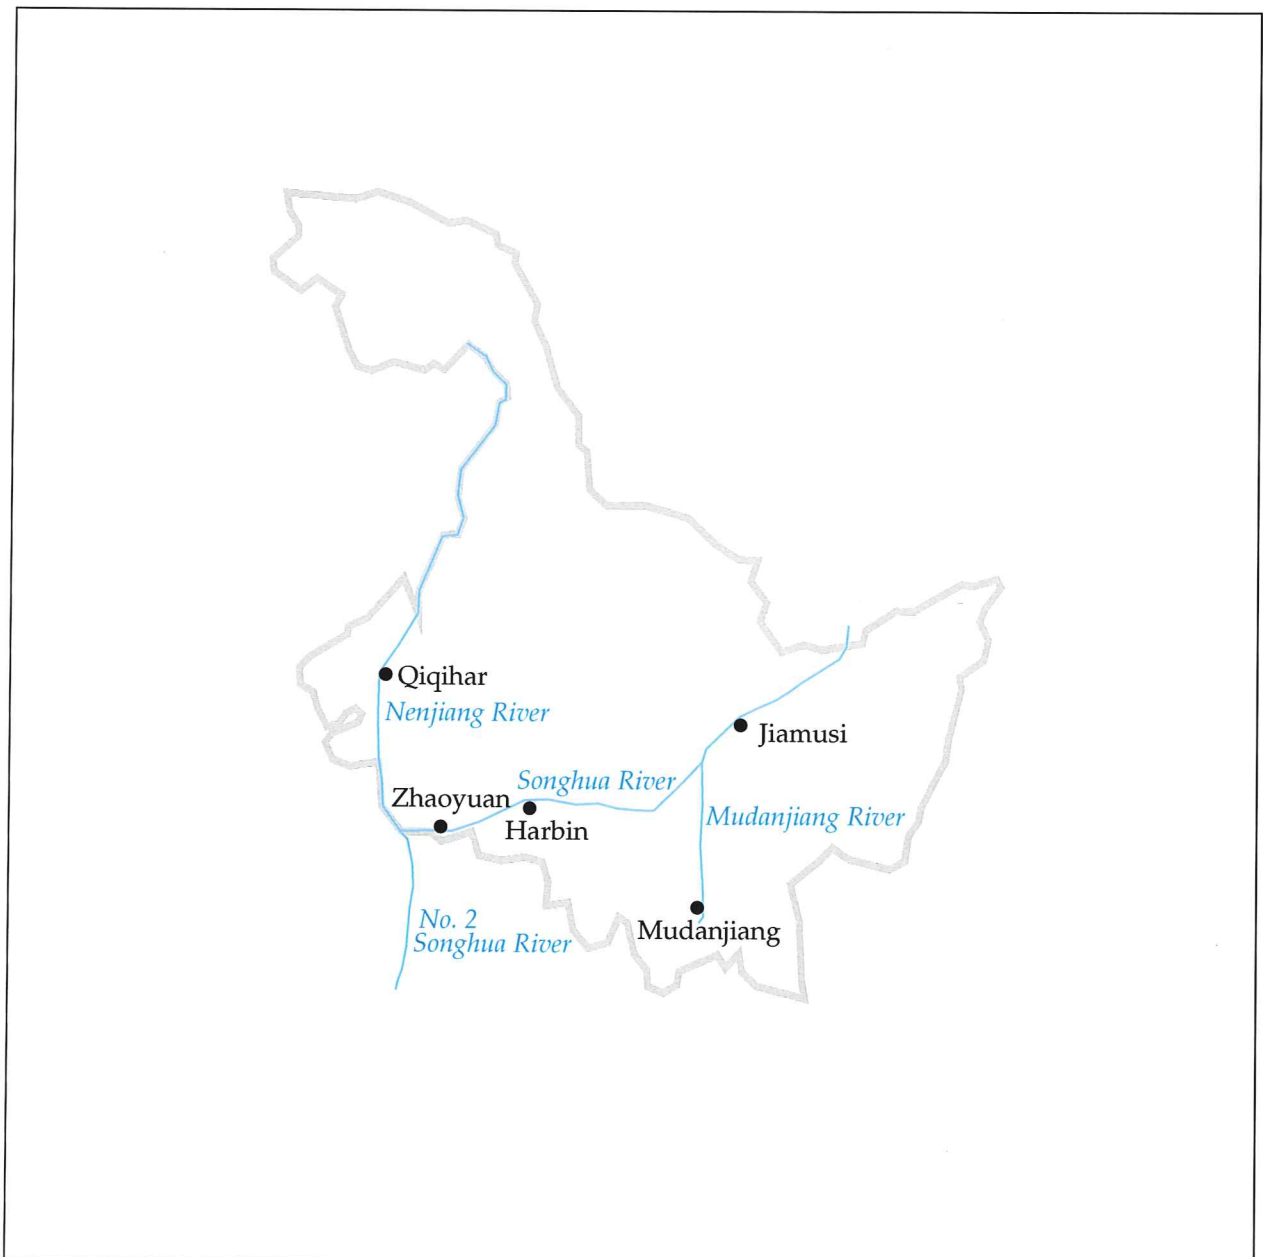 Qiqihar
Nenjiang River
Jiamusi
Songhua River
Zhaoyuan
Harbin
Mudanjiang River
No. 2
Songhua River
Mudanjiang